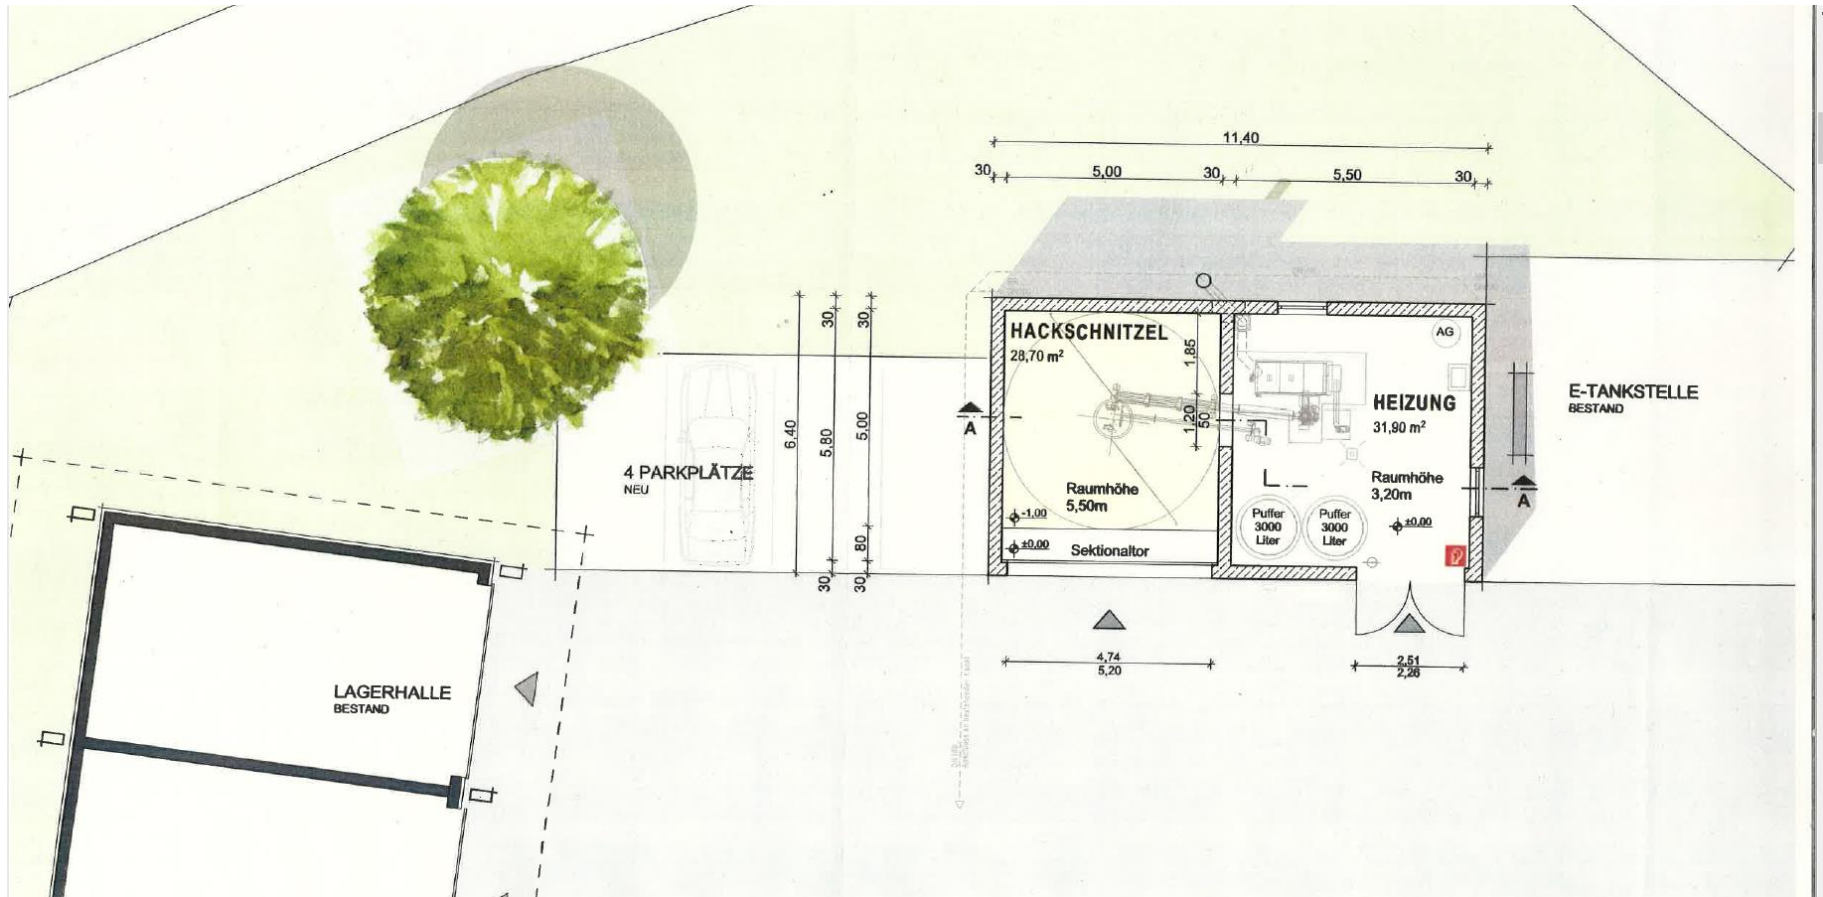 11,40
30
5,00
30
5,50
30
HACKSCHNITZEL
28,70 m²
1,85
1,20
50
AG
HEIZUNG
31,90 m²
E-TANKSTELLE
BESTAND
A
A
30
30
6,40
5,80
5,00
80
30
30
4 PARKPLÄTZE
NEU
Raumhöhe
5,50m
Raumhöhe
3,20m
-1,00
±0,00
Sektionaltor
Puffer
3000
Liter
Puffer
3000
Liter
±0,00
4,74
5,20
2,51
2,26
LAGERHALLE
BESTAND